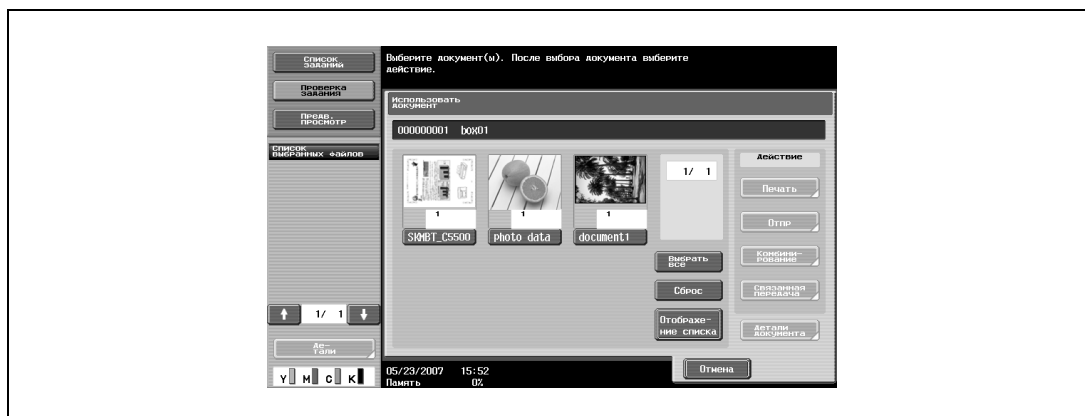 Список
заданий
Проверка
задания
Предв.
просмотр
Список
выбранных файлов
1/ 1
Де-
тали
Y M C K
Выберите документ(ы). После выбора документа выберите
действие.
Использовать
документ
000000001 box01
1
SKMBT_C5500
1
photo data
1
document1
1/ 1
Выбрать
все
Сброс
Отображе-
ние списка
Действие
Печать
Отпр
Комбини-
рование
Связанная
передача
Детали
документа
05/23/2007 15:52
Память 0%
Отмена